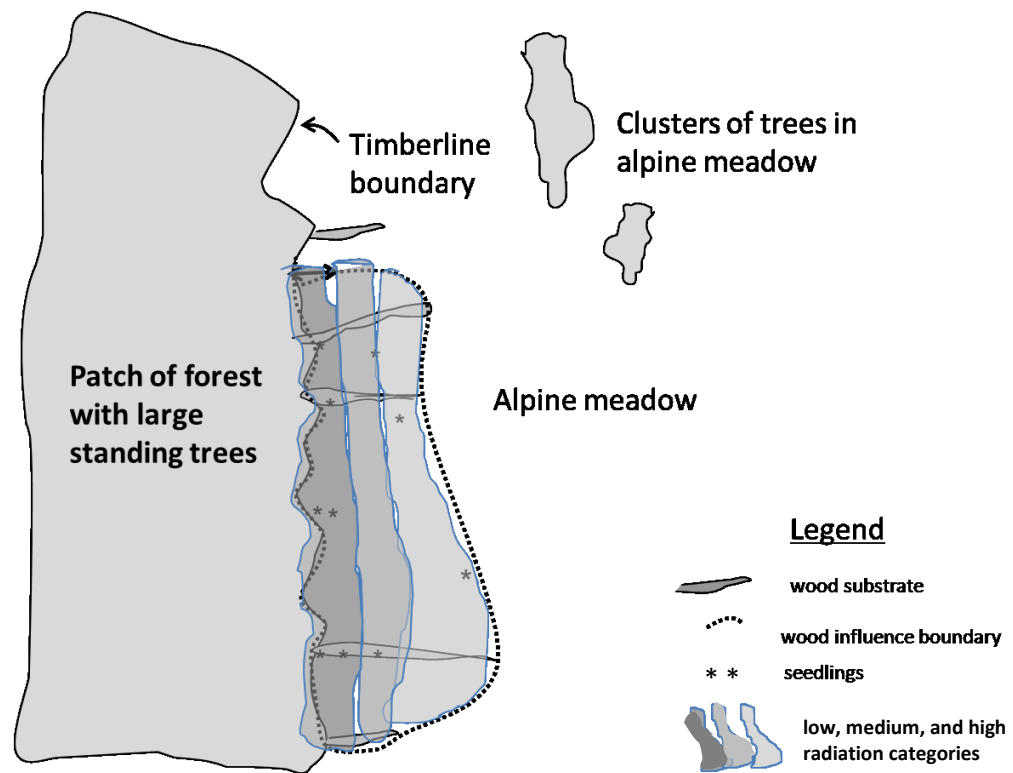 Timberline
boundary
Clusters of trees in
alpine meadow
Patch of forest
with large
standing trees
Alpine meadow
Legend
wood substrate
wood influence boundary
* * seedlings
low, medium, and high
radiation categories